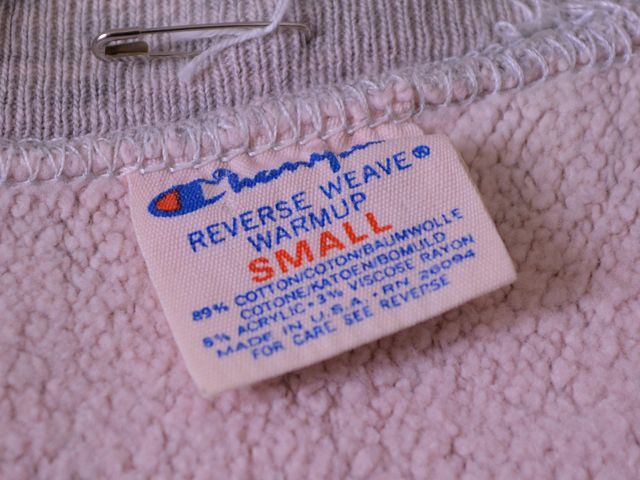 Champion
REVERSE WEAVE®
WARMUP
SMALL
89% COTTON/COTON/BAUMWOLLE
COTONE/KATOEN/BOMULD
8% ACRYLIC • 3% VISCOSE RAYON
MADE IN U.S.A. • RN 26094
FOR CARE SEE REVERSE